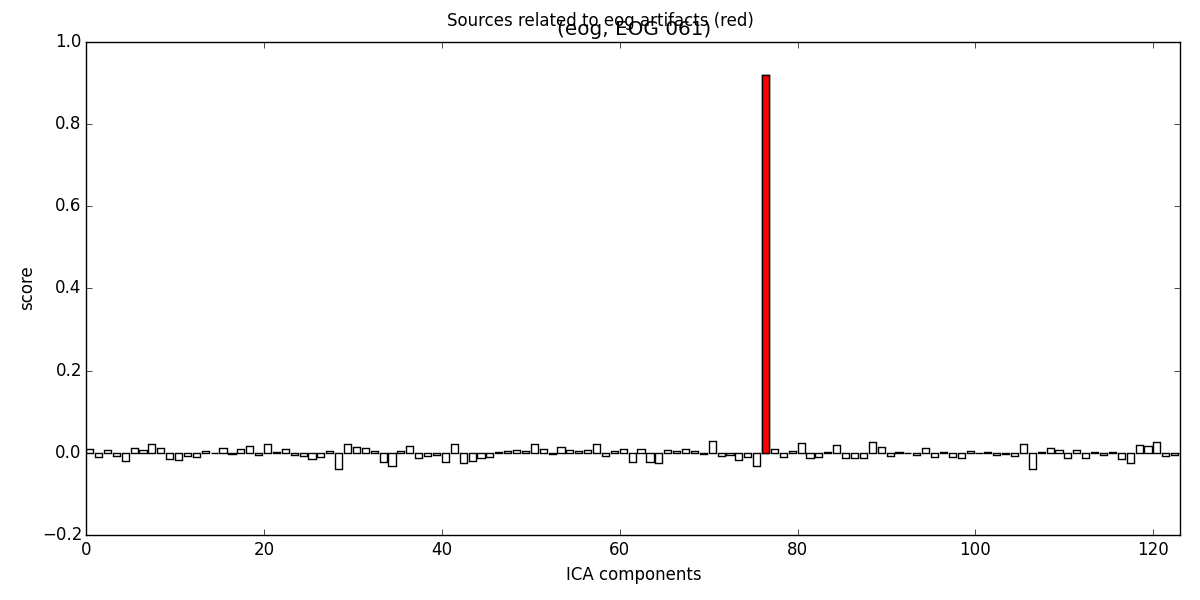 Sources related to eog artifacts (red)
(eog, EOG 061)
1.0
0.8
0.6
0.4
0.2
0.0
−0.2
score
0 20 40 60 80 100 120
ICA components